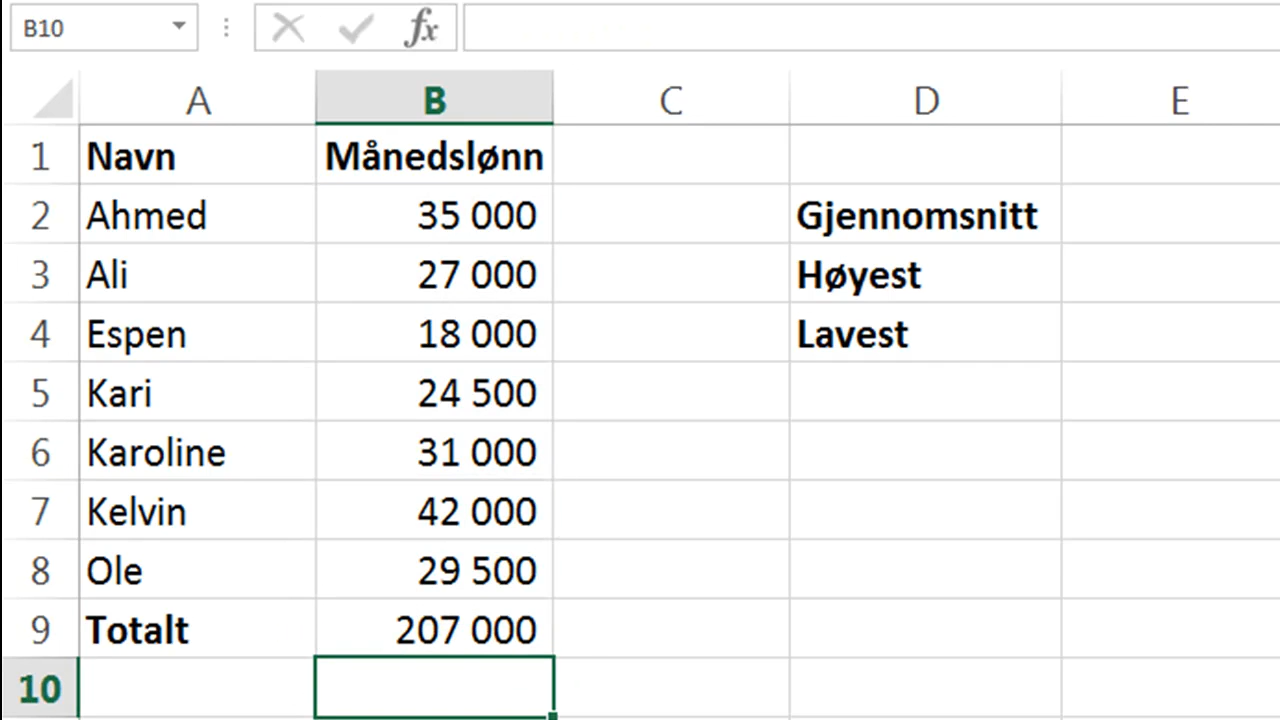 B10 fx
A B C D E
1 Navn Månedslønn
2 Ahmed 35 000 Gjennomsnitt
3 Ali 27 000 Høyest
4 Espen 18 000 Lavest
5 Kari 24 500
6 Karoline 31 000
7 Kelvin 42 000
8 Ole 29 500
9 Totalt 207 000
10